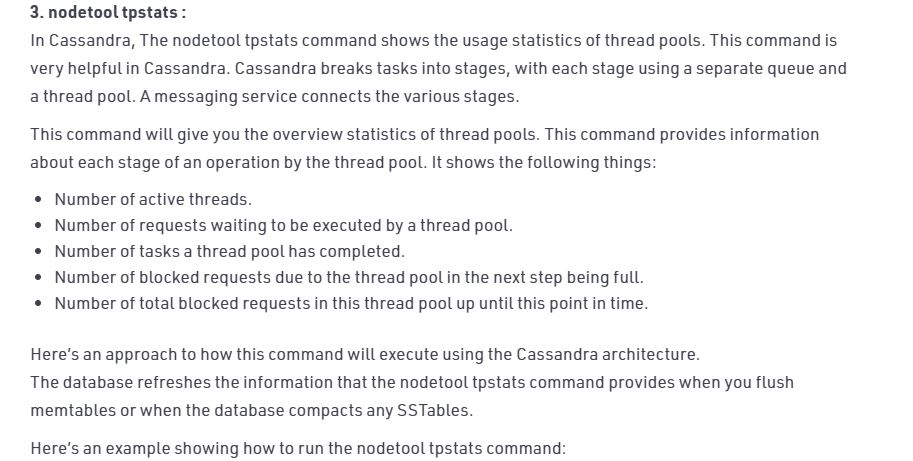 3. nodetool tpstats :
In Cassandra, The nodetool tpstats command shows the usage statistics of thread pools. This command is
very helpful in Cassandra. Cassandra breaks tasks into stages, with each stage using a separate queue and
a thread pool. A messaging service connects the various stages.
This command will give you the overview statistics of thread pools. This command provides information
about each stage of an operation by the thread pool. It shows the following things:
• Number of active threads.
• Number of requests waiting to be executed by a thread pool.
• Number of tasks a thread pool has completed.
• Number of blocked requests due to the thread pool in the next step being full.
• Number of total blocked requests in this thread pool up until this point in time.
Here’s an approach to how this command will execute using the Cassandra architecture.
The database refreshes the information that the nodetool tpstats command provides when you flush
memtables or when the database compacts any SSTables.
Here’s an example showing how to run the nodetool tpstats command: